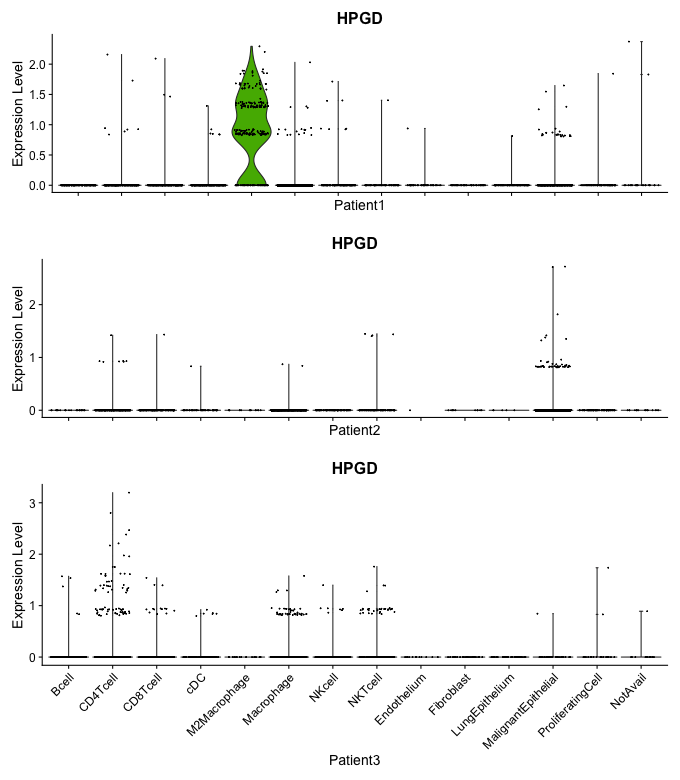 HPGD
Expression Level
2.0
1.5
1.0
0.5
0.0
Patient1
HPGD
Expression Level
2
1
0
Patient2
HPGD
Expression Level
3
2
1
0
Bcell
CD4Tcell
CD8Tcell
cDC
M2Macrophage
Macrophage
NKcell
NKTcell
Endothelium
Fibroblast
LungEpithelium
MalignantEpithelial
ProliferatingCell
NotAvail
Patient3